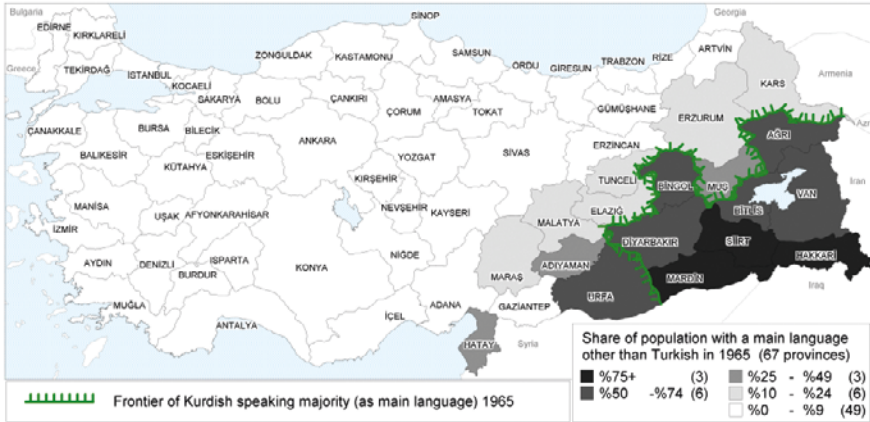 Bulgaria
Georgia
Greece
Armenia
Azr
Iran
Iraq
Syria
EDİRNE
KIRKLARELİ
TEKİRDAĞ
İSTANBUL
KOCAELİ
SAKARYA
BOLU
ZONGULDAK
KASTAMONU
SİNOP
SAMSUN
ORDU
GİRESUN
TRABZON
RİZE
ARTVİN
KARS
ÇANAKKALE
BURSA
BİLECİK
ÇANKIRI
ÇORUM
AMASYA
TOKAT
GÜMÜŞHANE
ERZURUM
AĞRI
BALIKESİR
KÜTAHYA
ESKİŞEHİR
ANKARA
YOZGAT
SİVAS
ERZİNCAN
TUNCELİ
BİNGÖL
MUŞ
KIRŞEHİR
MANİSA
UŞAK
AFYONKARAHİSAR
NEVŞEHİR
KAYSERİ
MALATYA
ELAZIĞ
BİTLİS
VAN
İZMİR
AYDIN
DENİZLİ
ISPARTA
BURDUR
KONYA
NİĞDE
MARAŞ
ADIYAMAN
DİYARBAKIR
SİİRT
HAKKARİ
MUĞLA
ANTALYA
İÇEL
ADANA
GAZİANTEP
URFA
MARDİN
HATAY
Share of population with a main language
other than Turkish in 1965 (67 provinces)
%75+ (3) %25 - %49 (3)
%50 -%74 (6) %10 - %24 (6)
%0 - %9 (49)
Frontier of Kurdish speaking majority (as main language) 1965